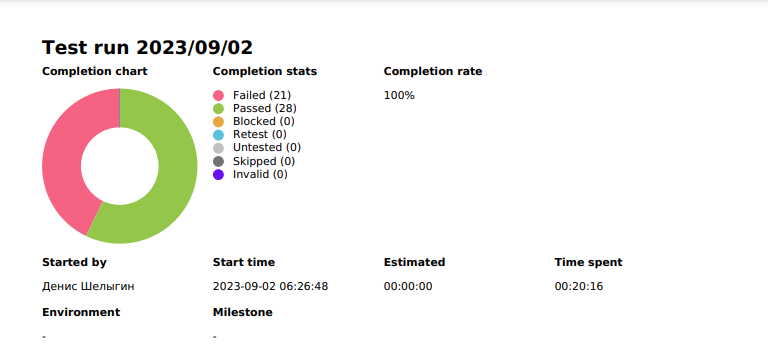 Test run 2023/09/02
Completion chart
Completion stats
Completion rate
Failed (21)
100%
Passed (28)
Blocked (0)
Retest (0)
Untested (0)
Skipped (0)
Invalid (0)
Started by
Start time
Estimated
Time spent
Денис Шелыгин
2023-09-02 06:26:48
00:00:00
00:20:16
Environment
Milestone
-
-